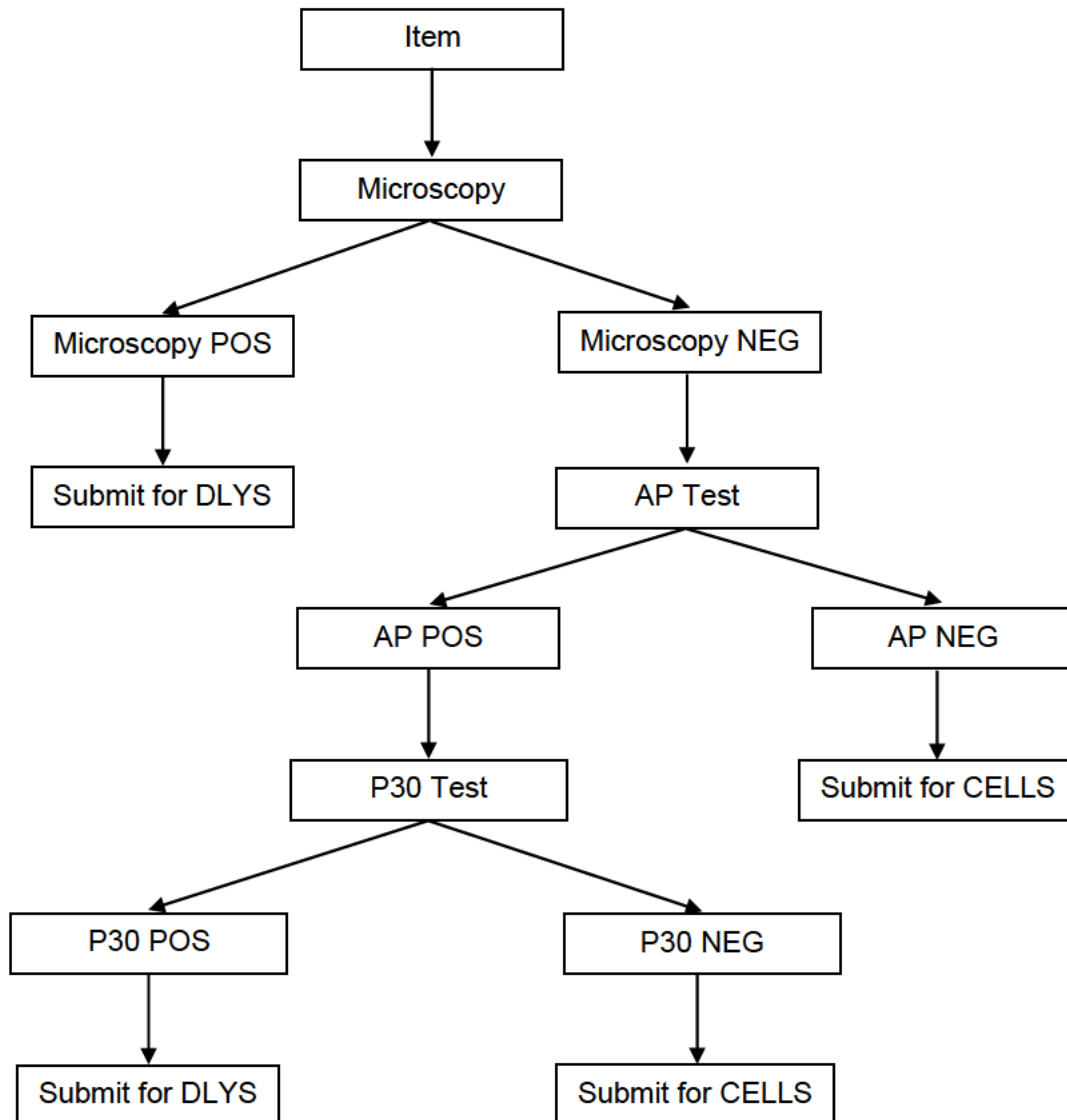 Item
Microscopy
Microscopy POS
Microscopy NEG
Submit for DLYS
AP Test
AP POS
AP NEG
P30 Test
Submit for CELLS
P30 POS
P30 NEG
Submit for DLYS
Submit for CELLS